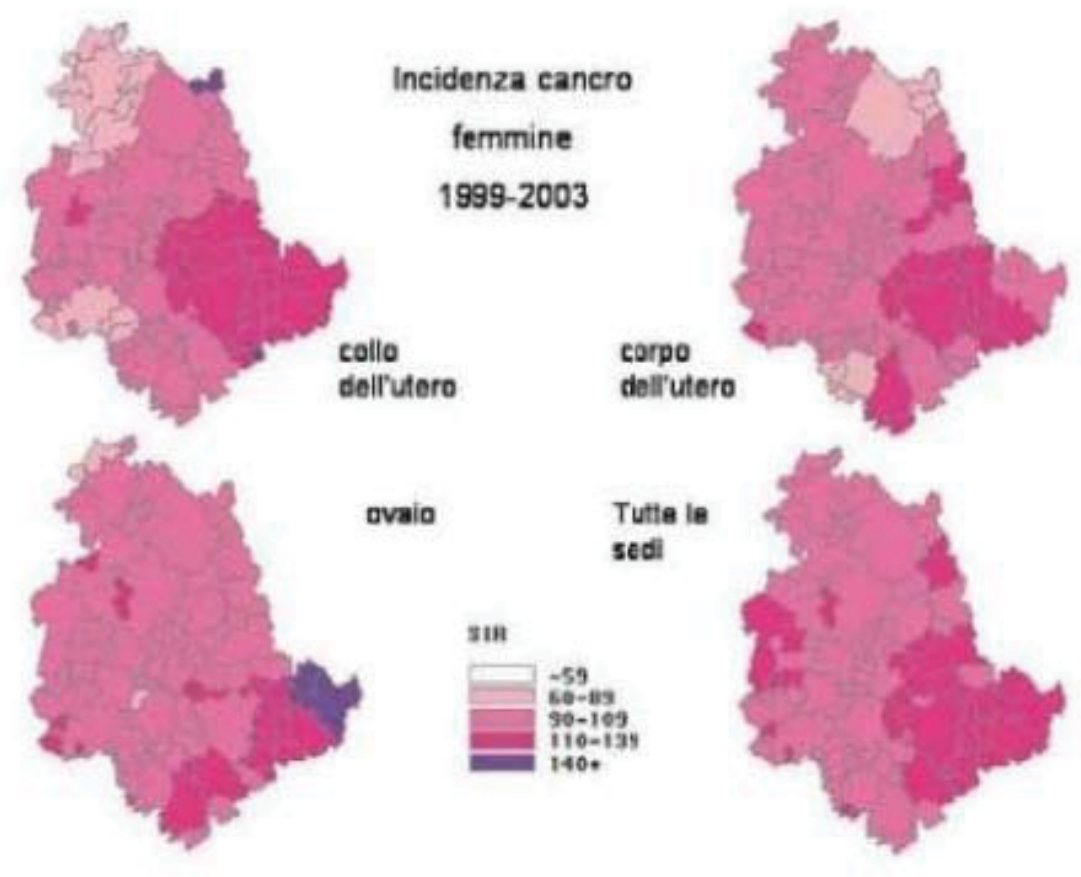 Incidenza cancro
femmine
1999-2003
collo
dell'utero
corpo
dell'utero
ovaio
Tutte le
sedi
SIR
-59
60-89
90-109
110-139
140+